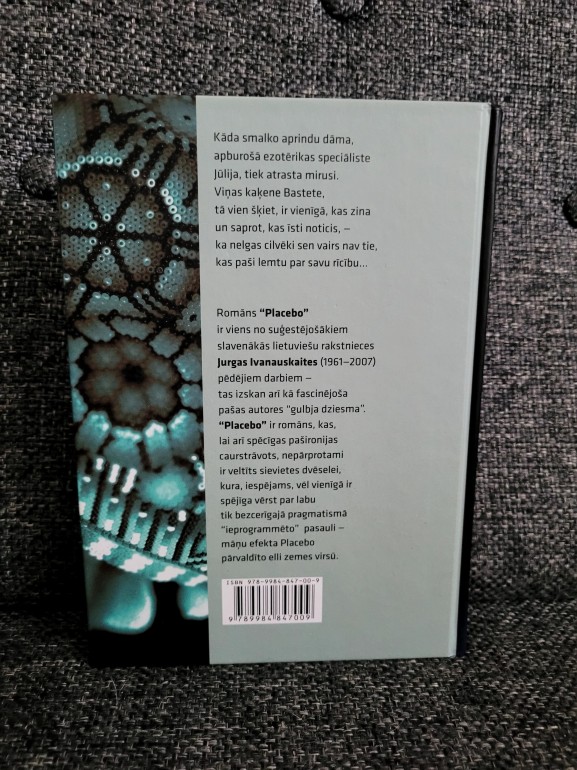 Kāda smalko aprindu dāma,
apburošā ezotērikas speciāliste
Jūlija, tiek atrasta mirusi.
Viņas kaķene Bastete,
tā vien šķiet, ir vienīgā, kas zina
un saprot, kas īsti noticis, –
ka nelgas cilvēki sen vairs nav tie,
kas paši lemtu par savu rīcību...
Romāns “Placebo”
ir viens no suģestējošākiem
slavenākās lietuviešu rakstnieces
Jurgas Ivanauskaites (1961–2007)
pēdējiem darbiem –
tas izskan arī kā fascinējoša
pašas autores “gulbja dziesma”.
“Placebo” ir romāns, kas,
lai arī spēcīgas pašironijas
caurstrāvots, nepārprotami
ir veltīts sievietes dvēselei,
kura, iespējams, vēl vienīgā ir
spējīga vērst par labu
tik bezcerīgajā pragmatismā
“ieprogrammēto” pasauli –
māņu efekta Placebo
pārvaldīto elli zemes virsū.
ISBN 978-9984-847-00-9
9 789984 847009